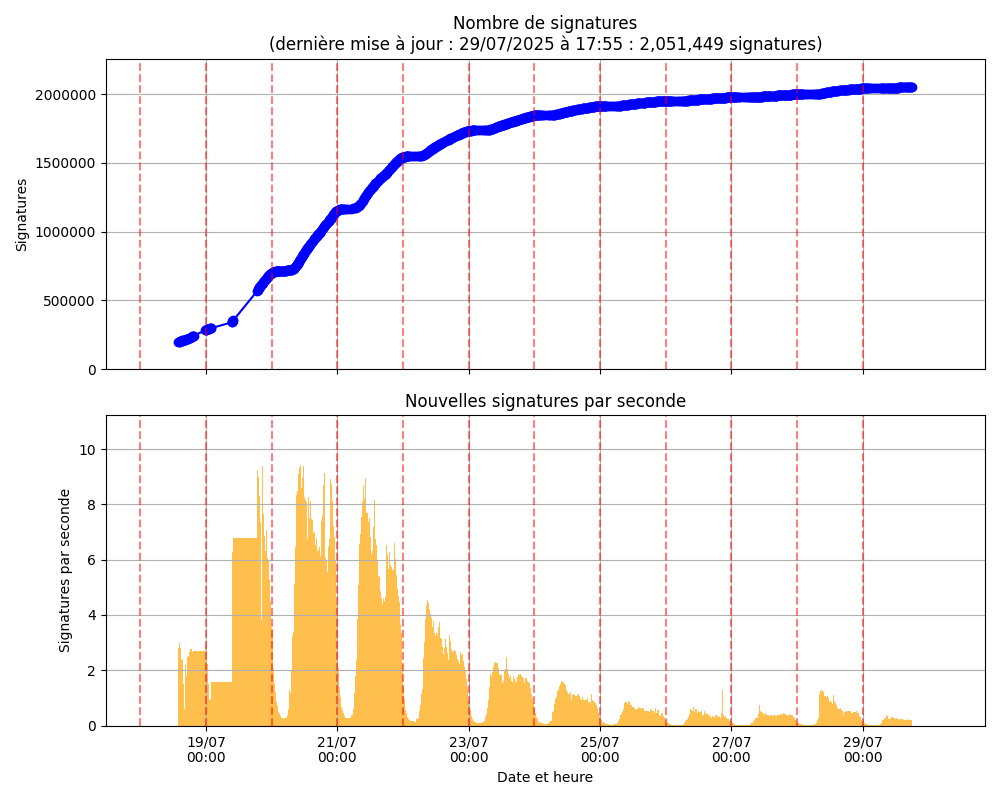 Nombre de signatures
(dernière mise à jour : 29/07/2025 à 17:55 : 2,051,449 signatures)
2000000
1500000
1000000
500000
0
Signatures
Nouvelles signatures par seconde
10
8
6
4
2
0
Signatures par seconde
19/07 21/07 23/07 25/07 27/07 29/07
00:00 00:00 00:00 00:00 00:00 00:00
Date et heure